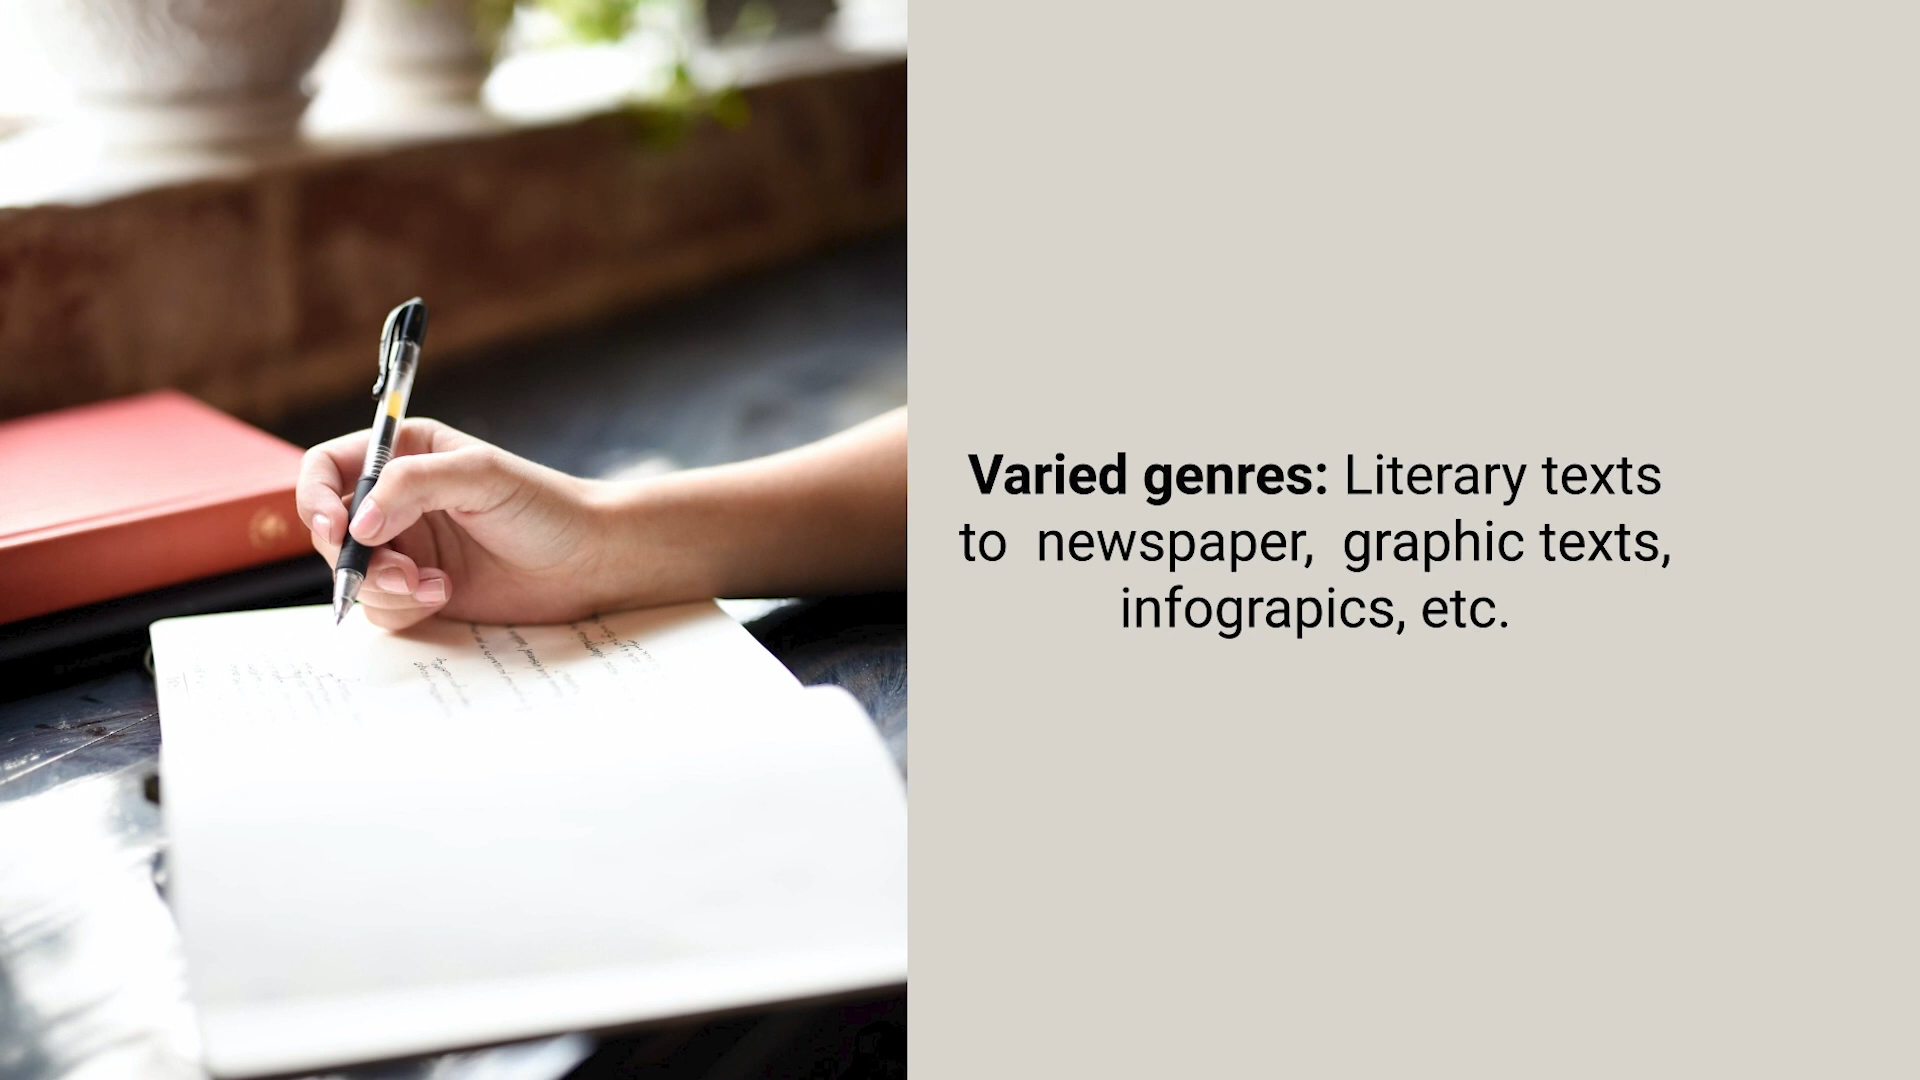 Varied genres: Literary texts
to newspaper, graphic texts,
infograpics, etc.